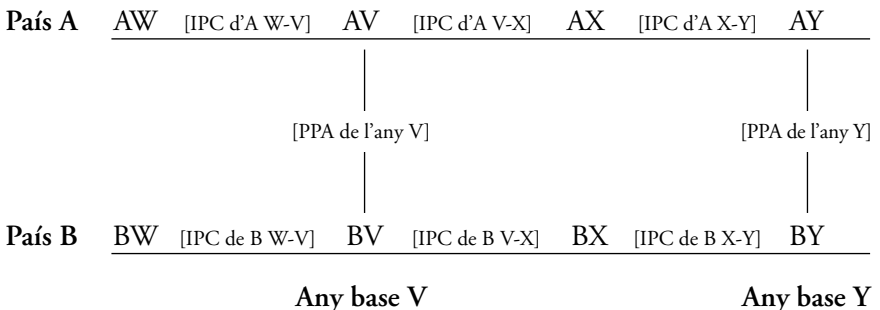 País A AW [IPC d’A W-V] AV [IPC d’A V-X] AX [IPC d’A X-Y] AY
[PPA de l’any V] [PPA de l’any Y]
País B BW [IPC de B W-V] BV [IPC de B V-X] BX [IPC de B X-Y] BY
Any base V Any base Y